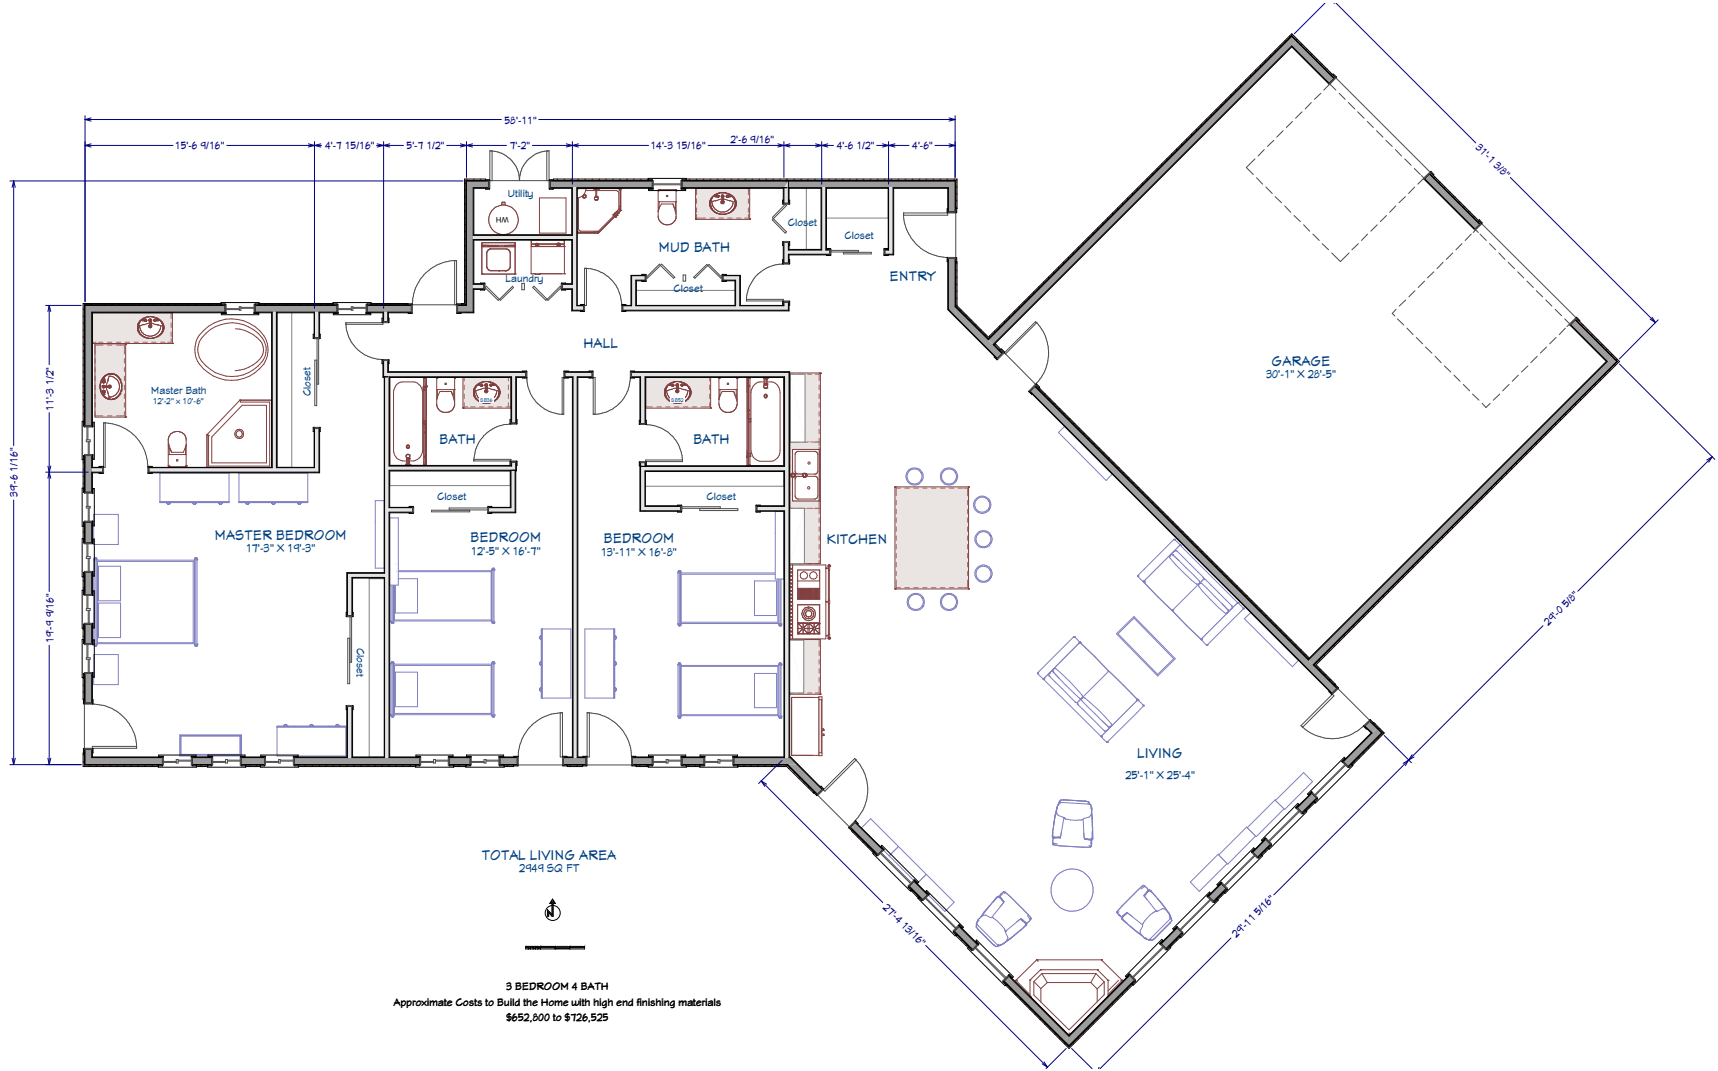 58'-11"
15'-6 9/16"
4'-7 15/16"
5'-7 1/2"
7'-2"
14'-3 15/16"
2'-6 9/16"
4'-6 1/2"
4'-6"
31'-1 3/8"
Utility
HW
Closet
Closet
MUD BATH
ENTRY
Laundry
Closet
HALL
GARAGE
30'-1" X 28'-5"
11'-3 1/2"
Master Bath
12'-2" x 10'-6"
Closet
BATH
BATH
39'-6 1/16"
Closet
Closet
MASTER BEDROOM
17'-3" X 19'-3"
BEDROOM
12'-5" X 16'-7"
BEDROOM
13'-11" X 16'-8"
KITCHEN
19'-9 9/16"
29'-0 5/8"
Closet
LIVING
25'-1" X 25'-4"
TOTAL LIVING AREA
2949 SQ FT
N
27'-4 13/16"
29'-11 5/16"
3 BEDROOM 4 BATH
Approximate Costs to Build the Home with high end finishing materials
$652,800 to $726,525